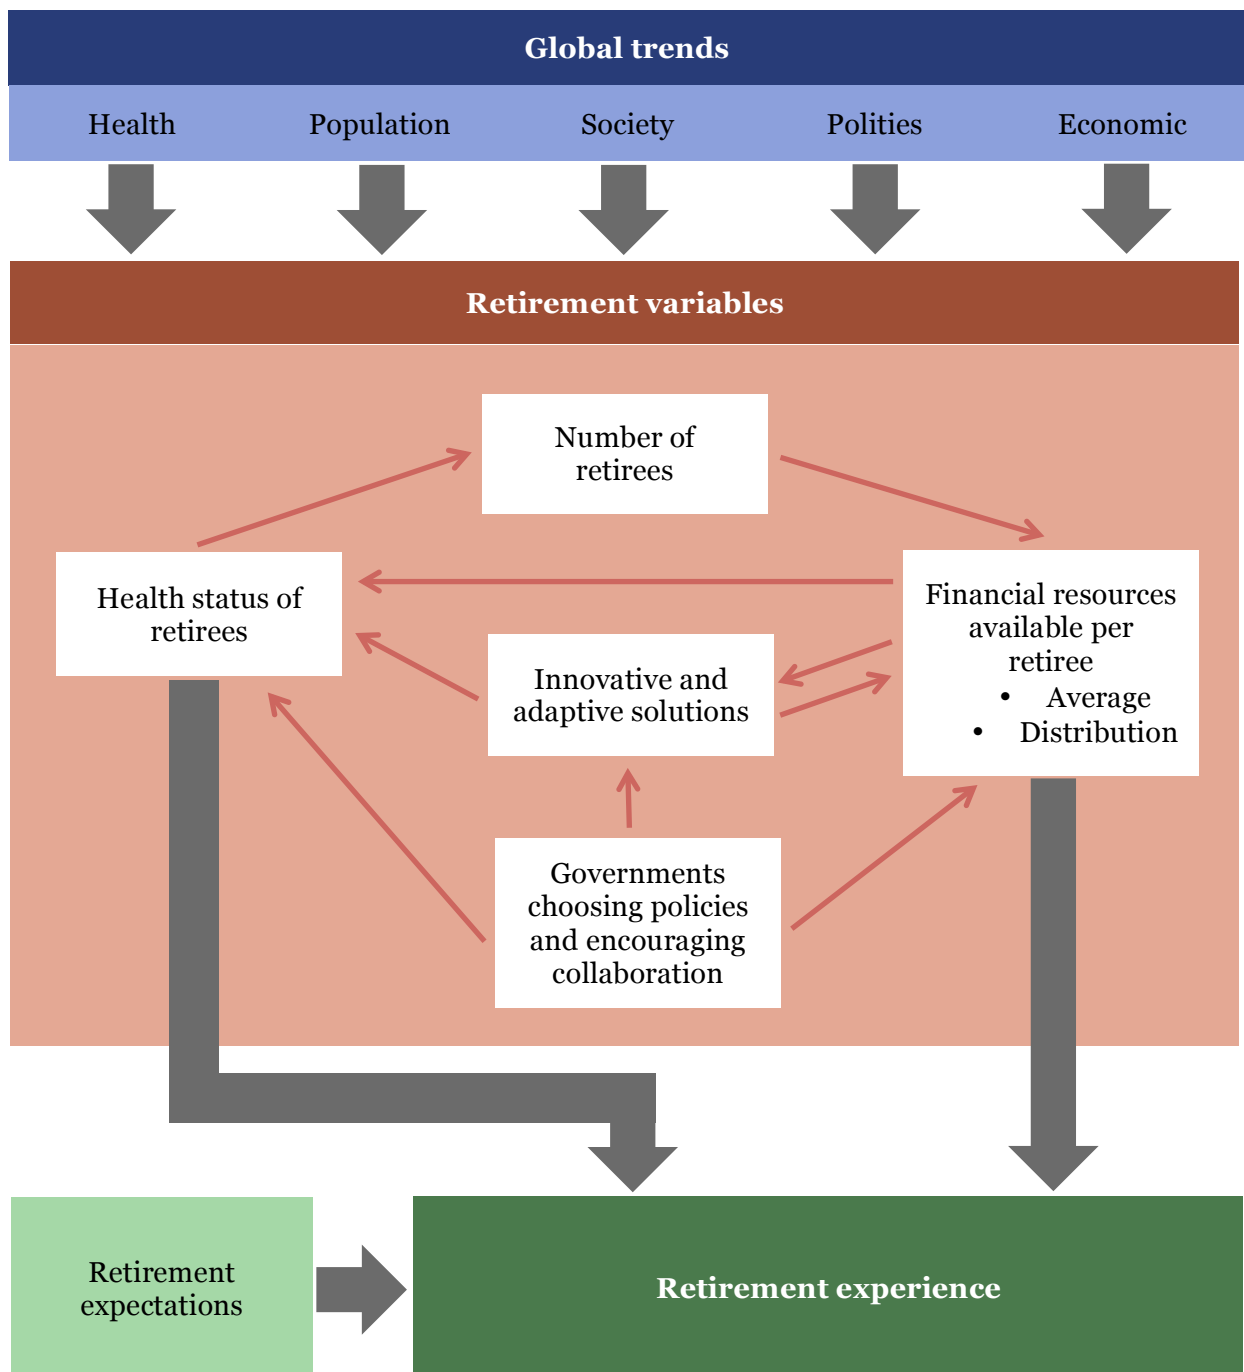 Global trends
Health
Population
Society
Polities
Economic
Retirement variables
Number of
retirees
Health status of
retirees
Financial resources
available per
retiree
• Average
• Distribution
Innovative and
adaptive solutions
Governments
choosing policies
and encouraging
collaboration
Retirement
expectations
Retirement experience